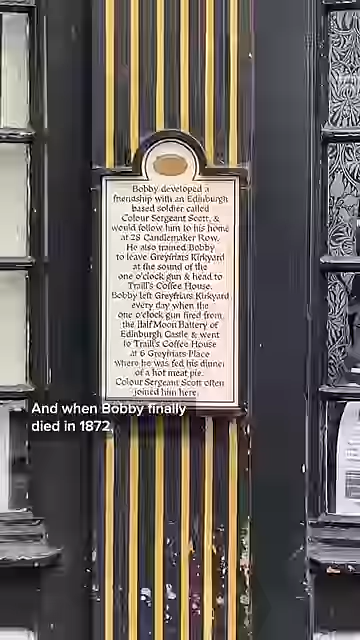 Bobby developed a
friendship with an Edinburgh
based soldier called
Colour Sergeant Scott, &
would follow him to his home
at 28 Candlemaker Row.
He also trained Bobby
to leave Greyfriars Kirkyard
at the sound of the
one o'clock gun & head to
Traill's Coffee House.
Bobby left Greyfriars Kirkyard
every day when the
one o'clock gun fired from
the Half Moon Battery of
Edinburgh Castle & went
to Traill's Coffee House
at 6 Greyfriars Place
where he was fed his dinner
of a hot meat pie.
Colour Sergeant Scott often
joined him here.
And when Bobby finally
died in 1872,